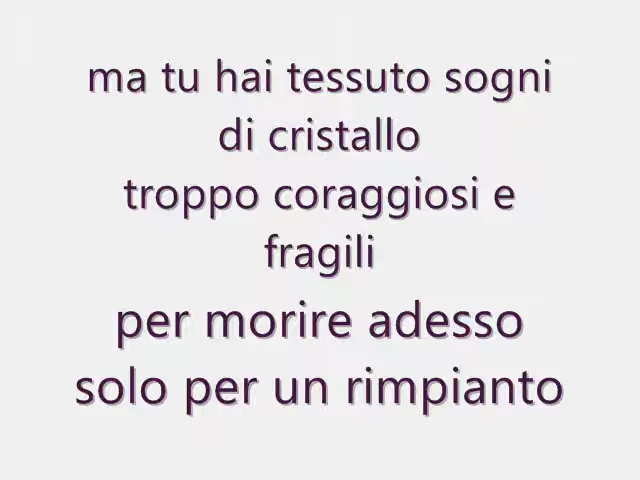 ma tu hai tessuto sogni
di cristallo
troppo coraggiosi e
fragili
per morire adesso
solo per un rimpianto